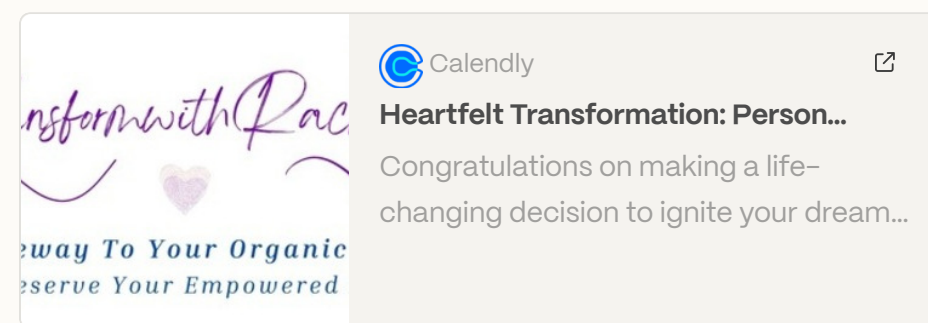 nsformwithRac
eway To Your Organic
eserve Your Empowered
Calendly
Heartfelt Transformation: Person...
Congratulations on making a life-
changing decision to ignite your dream...